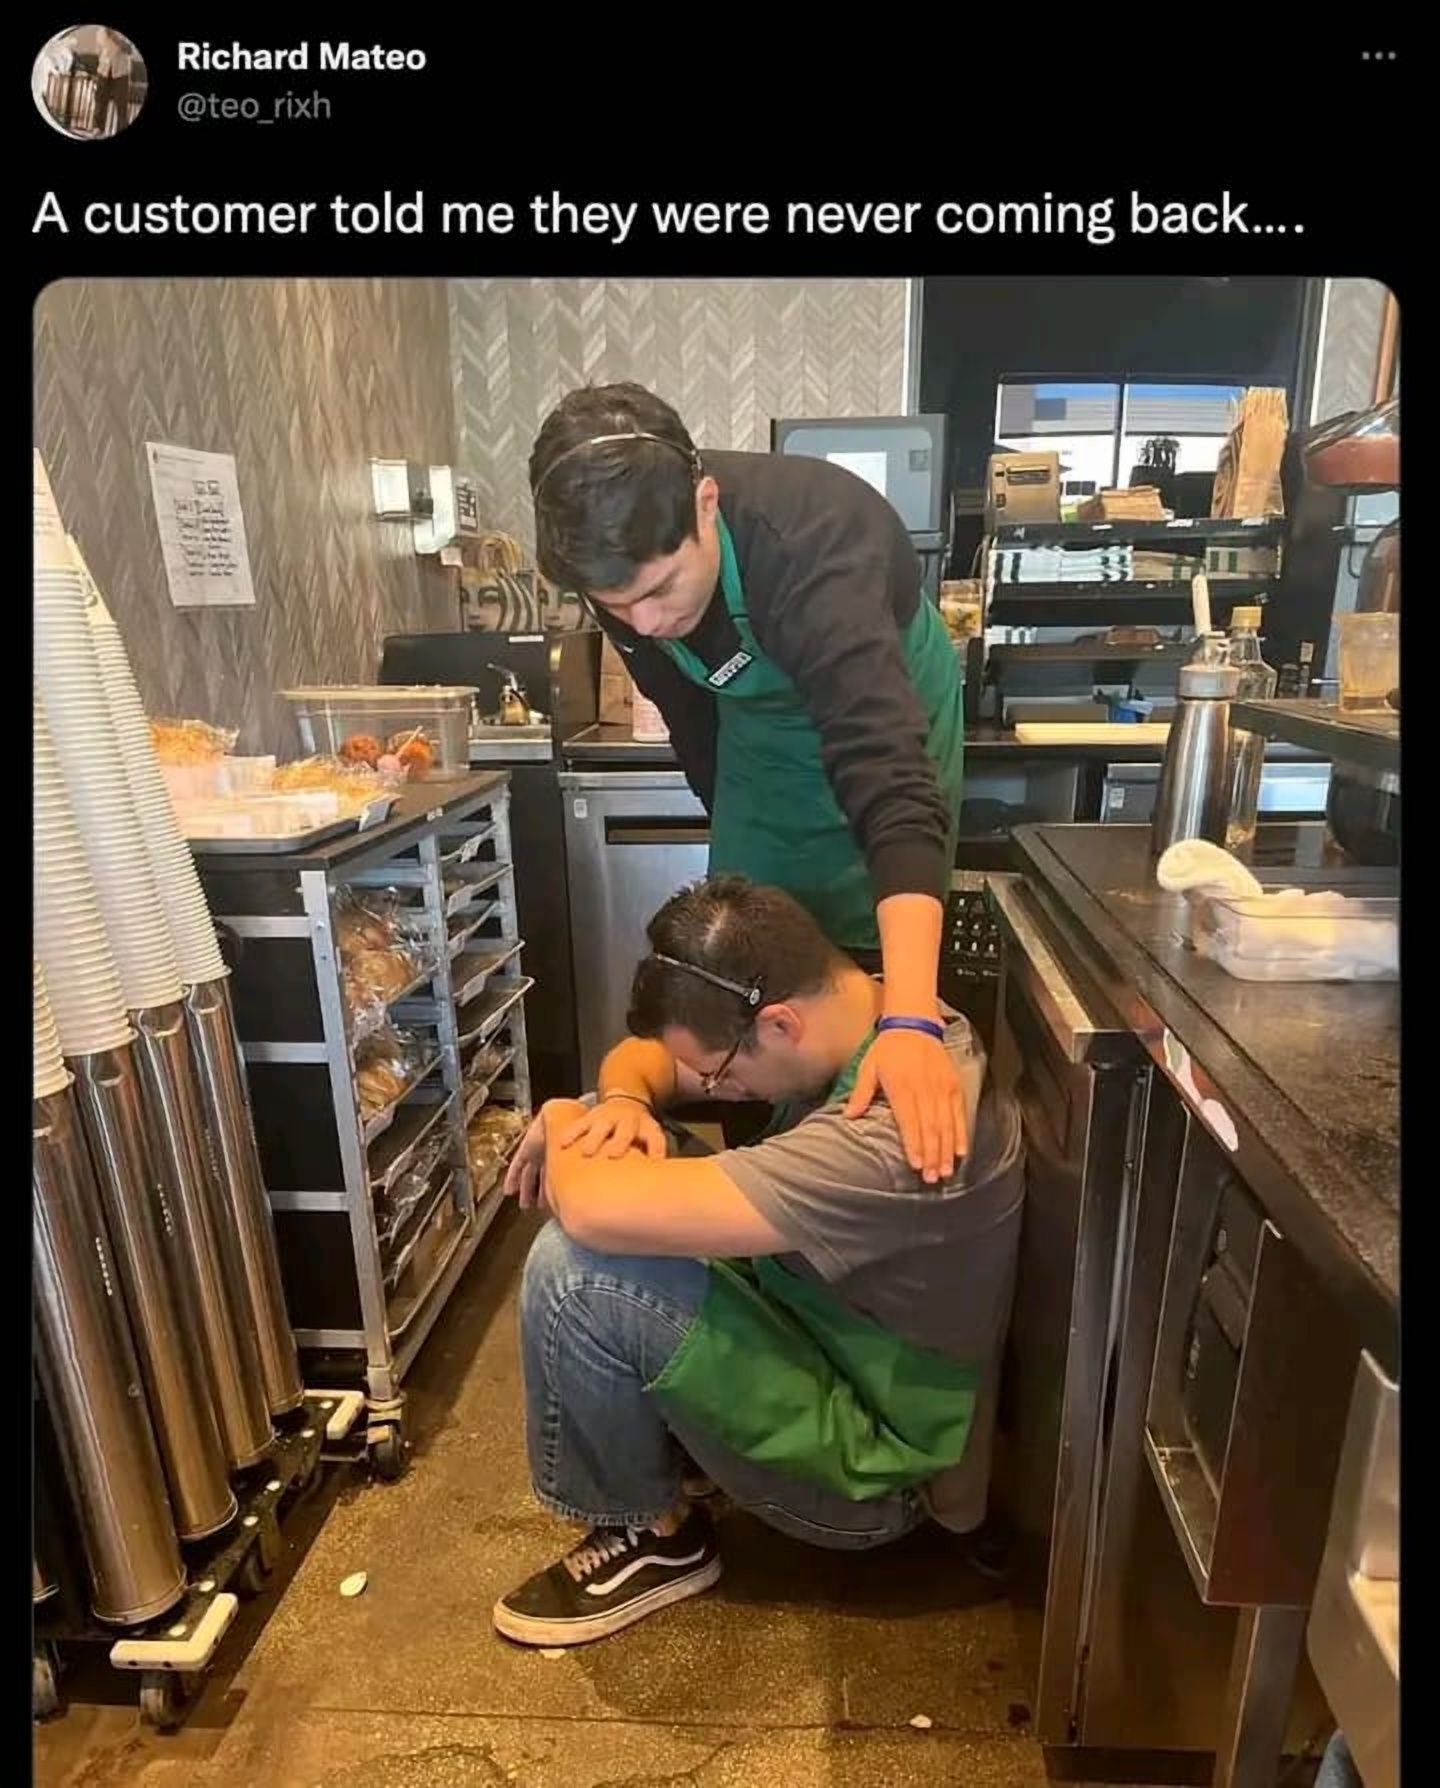 Richard Mateo
@teo_rixh
A customer told me they were never coming back....